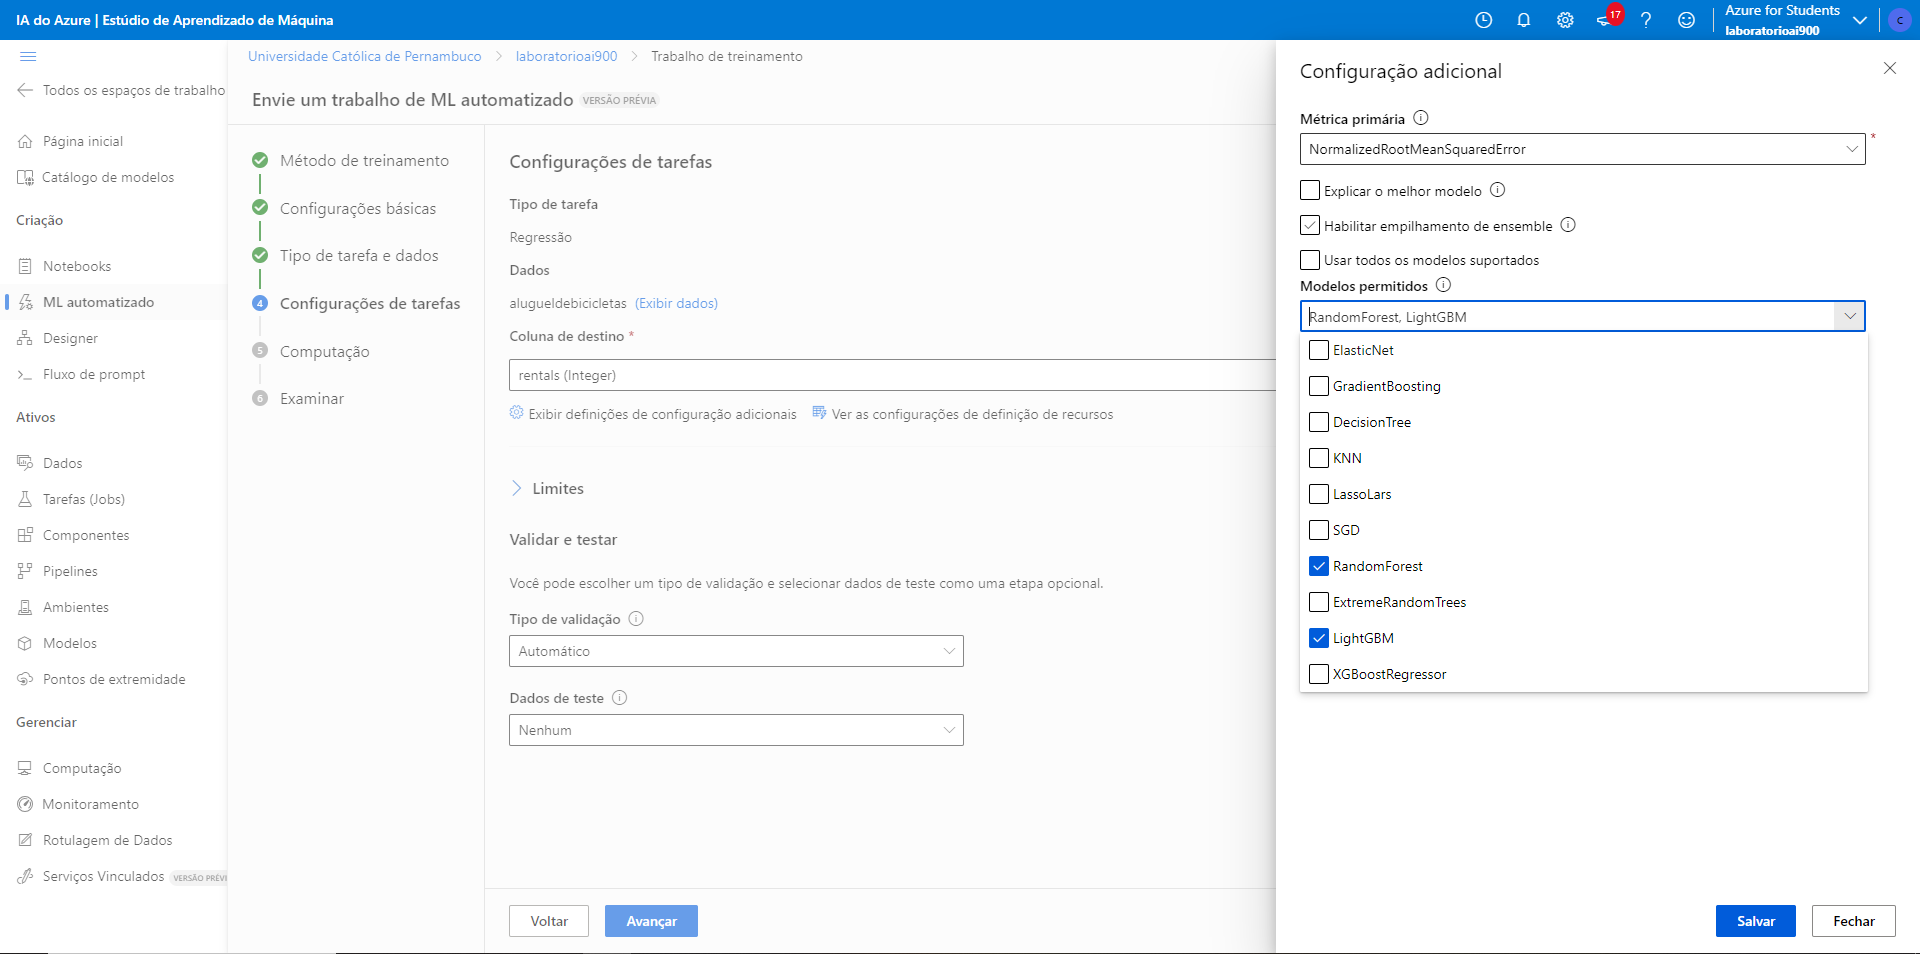 IA do Azure | Estúdio de Aprendizado de Máquina
17
Azure for Students
laboratorioai900
C
Todos os espaços de trabalho
Página inicial
Catálogo de modelos
Criação
Notebooks
ML automatizado
Designer
Fluxo de prompt
Ativos
Dados
Tarefas (Jobs)
Componentes
Pipelines
Ambientes
Modelos
Pontos de extremidade
Gerenciar
Computação
Monitoramento
Rotulagem de Dados
Serviços Vinculados VERSÃO PRÉVI
Universidade Católica de Pernambuco > laboratorioai900 > Trabalho de treinamento
Envie um trabalho de ML automatizado VERSÃO PRÉVIA
Método de treinamento
Configurações básicas
Tipo de tarefa e dados
4 Configurações de tarefas
5 Computação
6 Examinar
Configurações de tarefas
Tipo de tarefa
Regressão
Dados
alugueldebicicletas (Exibir dados)
Coluna de destino *
rentals (Integer)
Exibir definições de configuração adicionais Ver as configurações de definição de recursos
Limites
Validar e testar
Você pode escolher um tipo de validação e selecionar dados de teste como uma etapa opcional.
Tipo de validação
Automático
Dados de teste
Nenhum
Voltar Avançar
Configuração adicional
Métrica primária
NormalizedRootMeanSquaredError *
Explicar o melhor modelo
Habilitar empilhamento de ensemble
Usar todos os modelos suportados
Modelos permitidos
RandomForest, LightGBM
ElasticNet
GradientBoosting
DecisionTree
KNN
LassoLars
SGD
RandomForest
ExtremeRandomTrees
LightGBM
XGBoostRegressor
Salvar Fechar